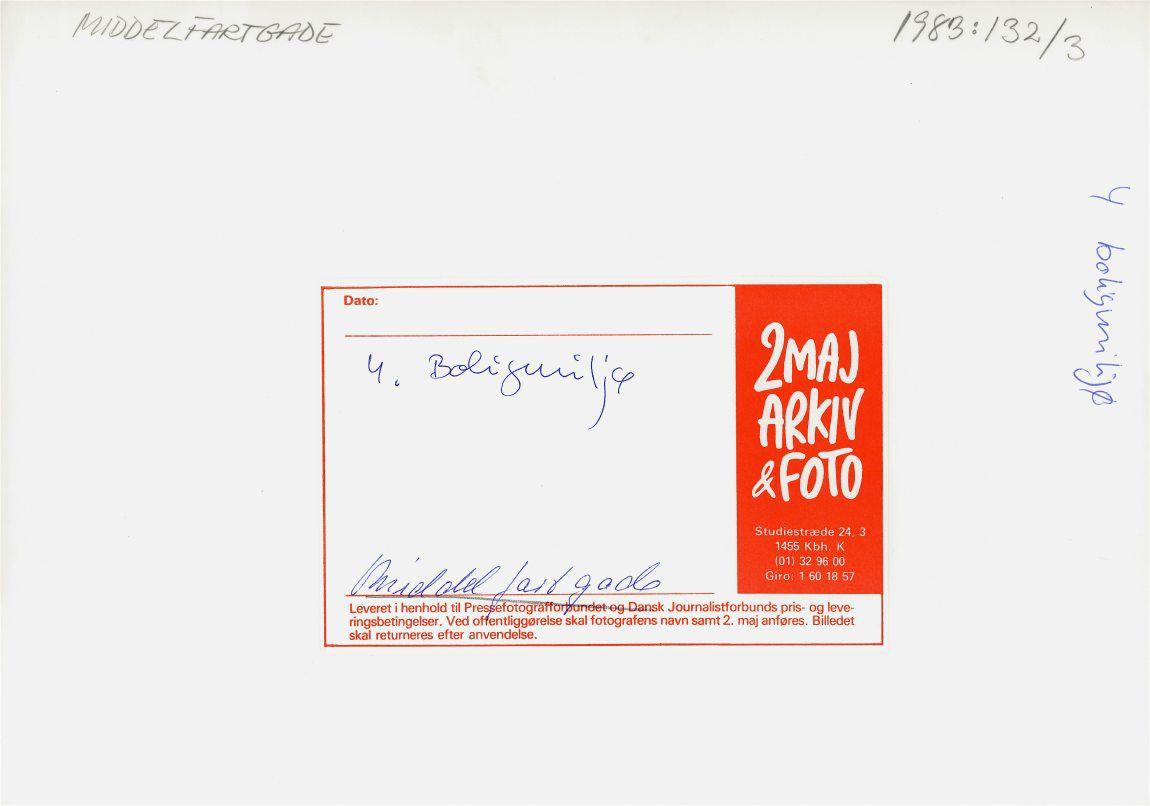 MIDDELFARTGADE
1983:132/3
4 boligmiljø
Dato:
4. Boligmiljø
Middelfartgade
2 MAJ
ARKIV
& FOTO
Studiestræde 24, 3
1455 Kbh. K
(01) 32 96 00
Giro: 1 60 18 57
Leveret i henhold til Pressefotografforbundet og Dansk Journalistforbunds pris- og leve-
ringsbetingelser. Ved offentliggørelse skal fotografens navn samt 2. maj anføres. Billedet
skal returneres efter anvendelse.